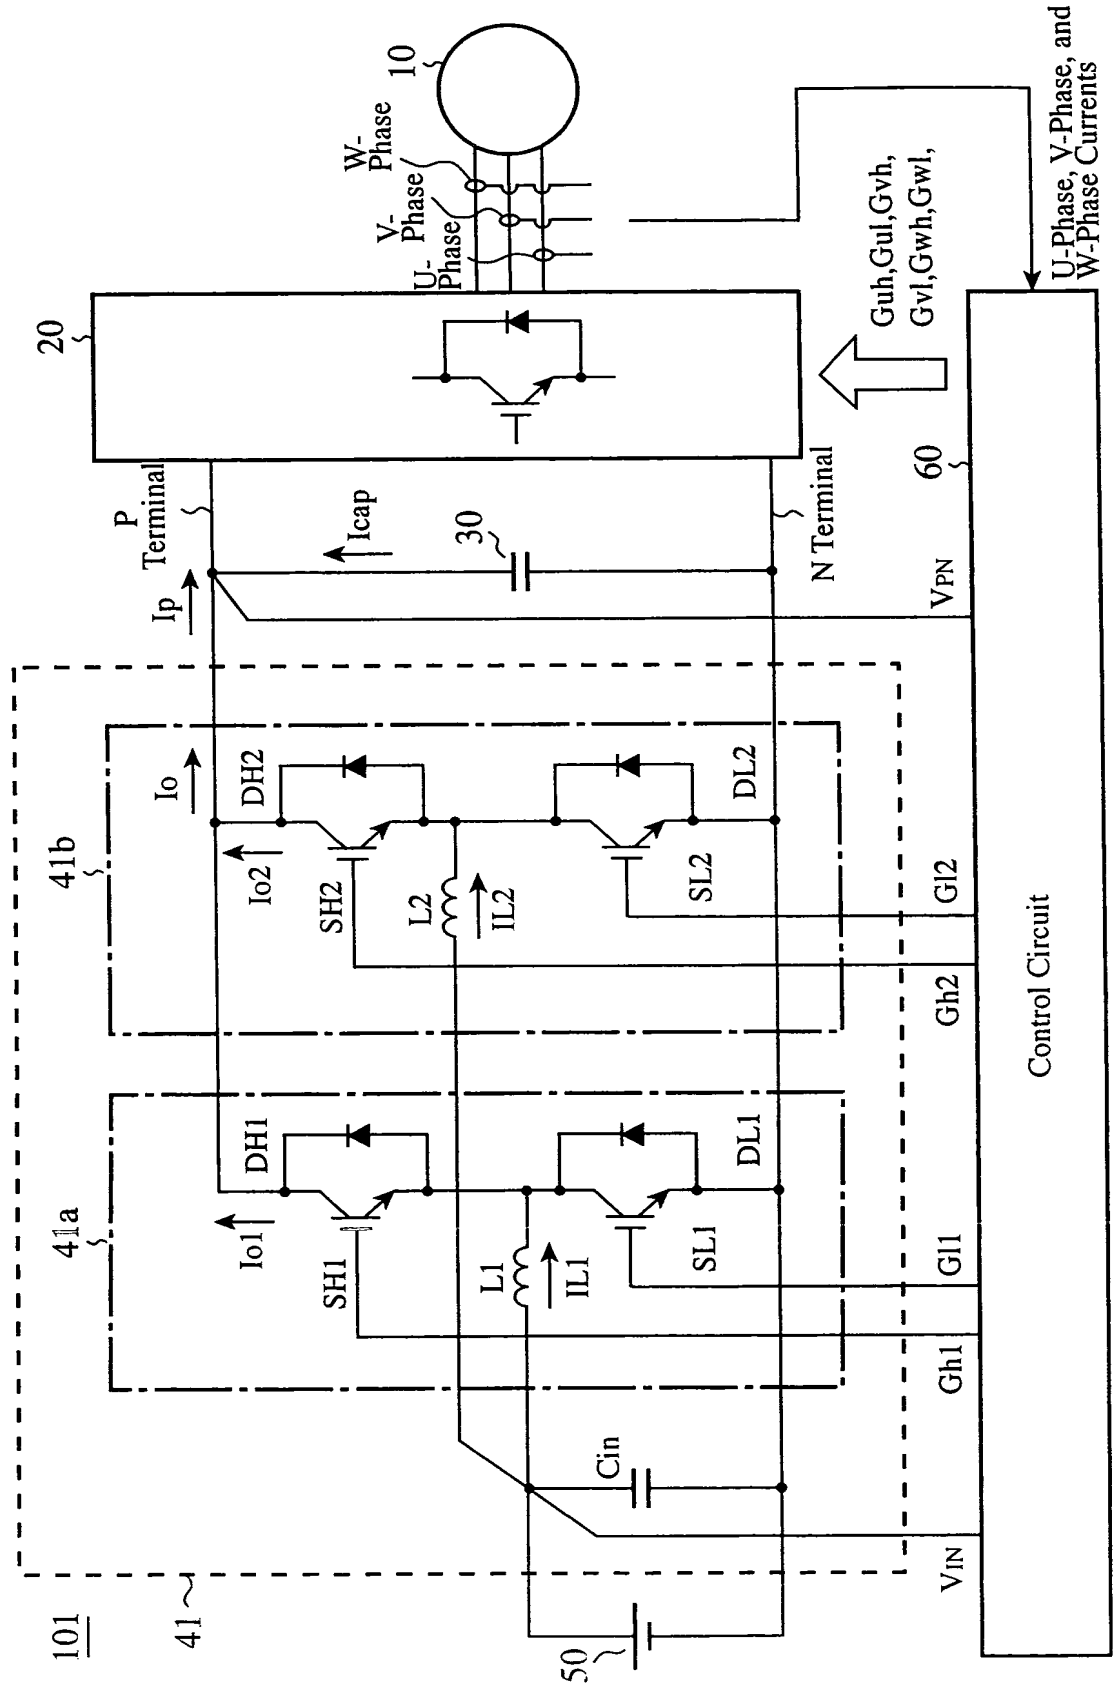 101
41
41a
41b
20
10
W-
Phase
V-
Phase
U-
Phase
P
Terminal
Ip
Icap
30
N Terminal
Io
Io2
DH2
SH2
L2
IL2
SL2
DL2
Io1
DH1
SH1
L1
IL1
SL1
DL1
Cin
50
VIN
Gh1
Gl1
Gh2
Gl2
VPN
60
Guh,Gul,Gvh,
Gvl,Gwh,Gwl,
U-Phase, V-Phase, and
W-Phase Currents
Control Circuit